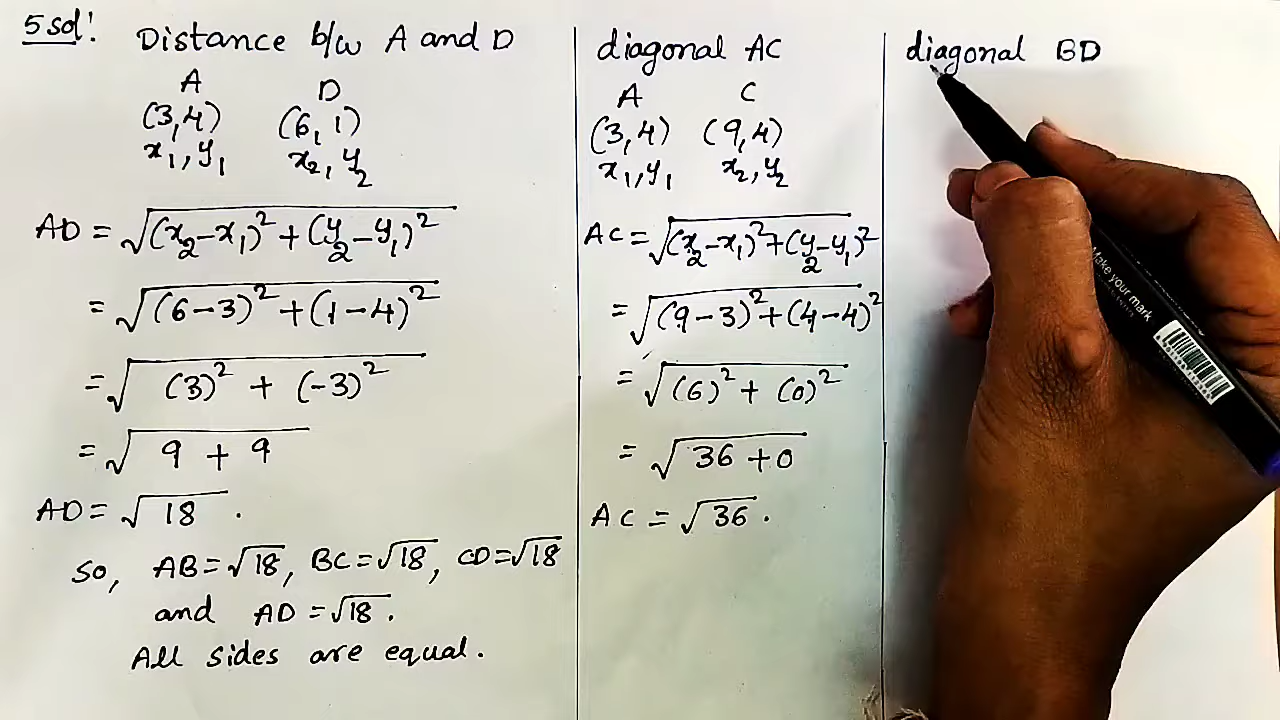 5 sol! Distance b/w A and D
A D
(3,4) (6,1)
x₁,y₁ x₂,y₂
AD = √(x₂-x₁)² + (y₂-y₁)²
= √(6-3)² + (1-4)²
= √(3)² + (-3)²
= √9 + 9
AD = √18 .
so, AB=√18, BC=√18, CD=√18
and AD=√18.
All sides are equal.
diagonal AC
A C
(3,4) (9,4)
x₁,y₁ x₂,y₂
AC = √(x₂-x₁)² + (y₂-y₁)²
= √(9-3)² + (4-4)²
= √(6)² + (0)²
= √36 + 0
AC = √36 .
diagonal BD
Make your mark